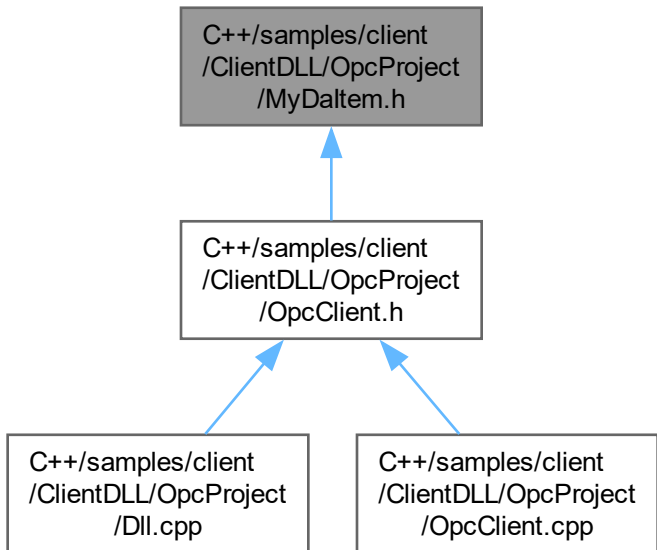 C++/samples/client
/ClientDLL/OpcProject
/MyDaItem.h
C++/samples/client
/ClientDLL/OpcProject
/OpcClient.h
C++/samples/client
/ClientDLL/OpcProject
/Dll.cpp
C++/samples/client
/ClientDLL/OpcProject
/OpcClient.cpp